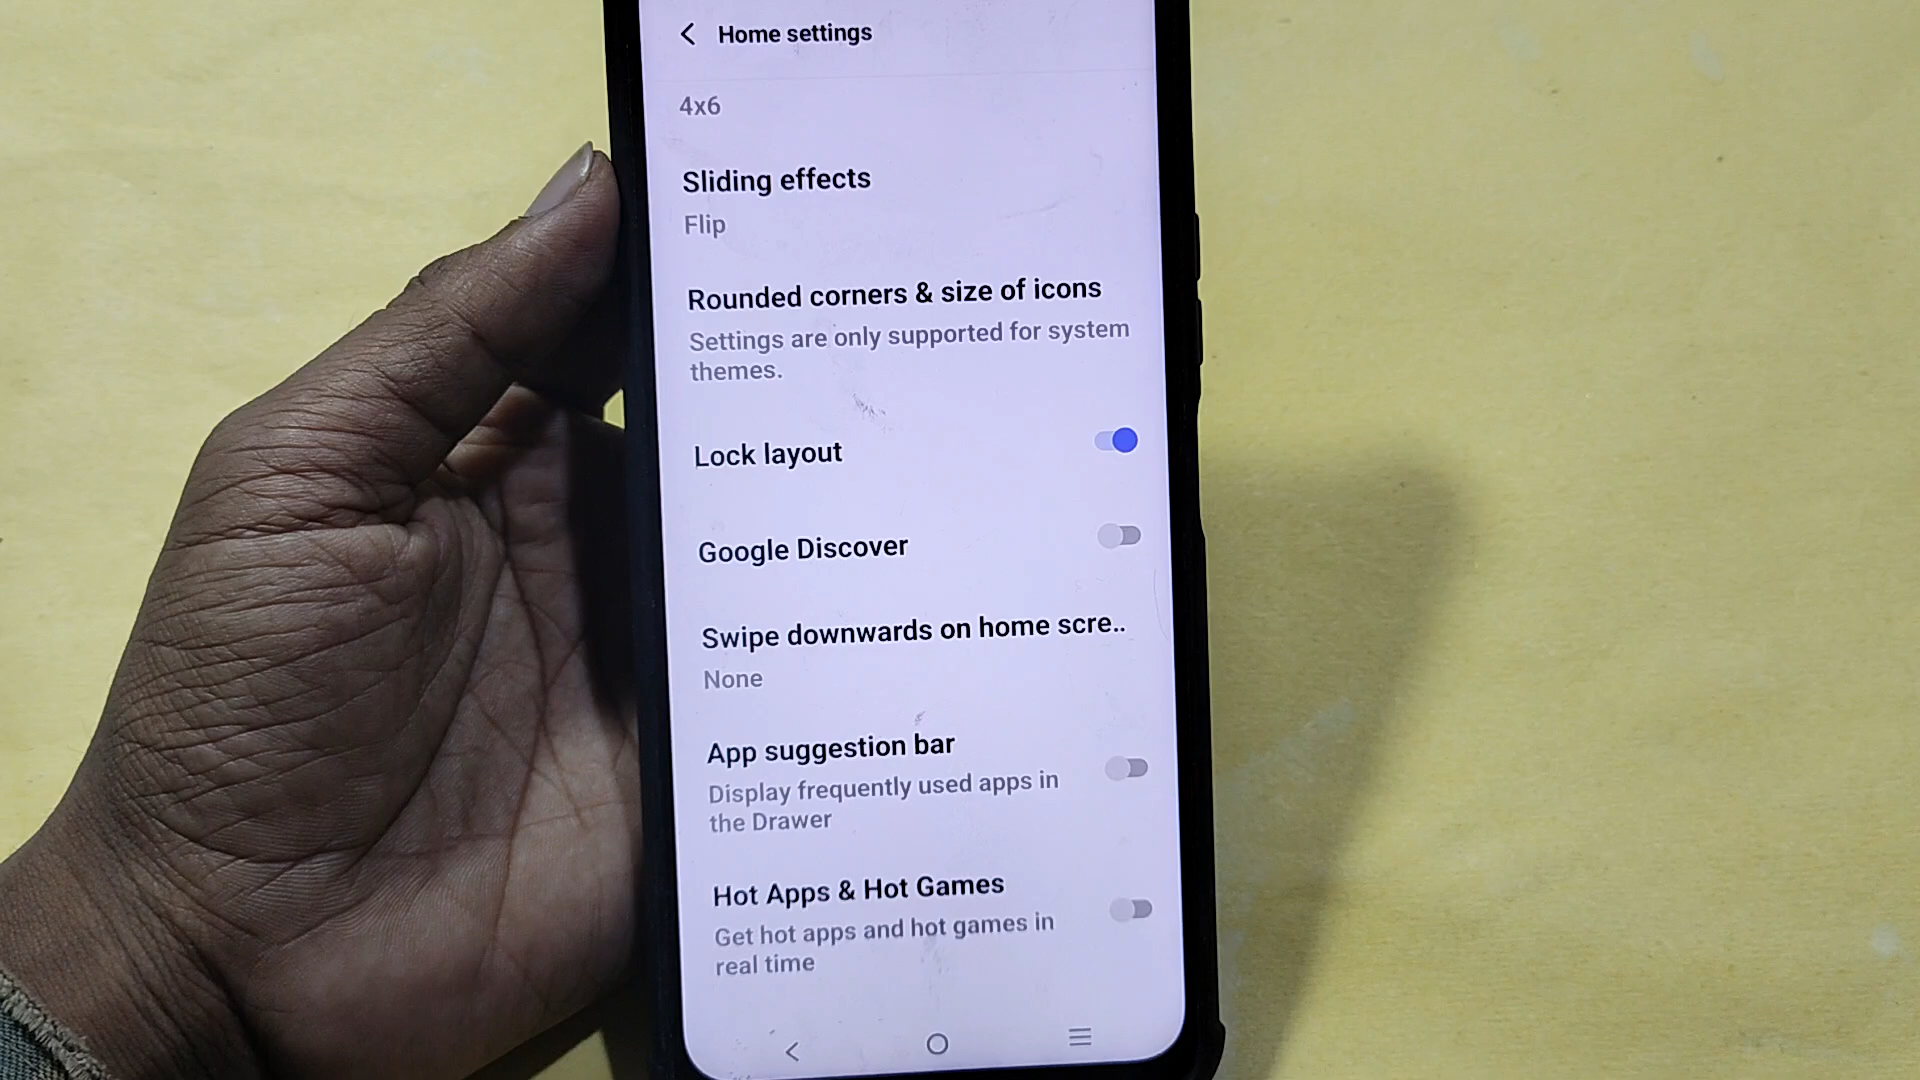 Home settings
4x6
Sliding effects
Flip
Rounded corners & size of icons
Settings are only supported for system
themes.
Lock layout
Google Discover
Swipe downwards on home scre..
None
App suggestion bar
Display frequently used apps in
the Drawer
Hot Apps & Hot Games
Get hot apps and hot games in
real time